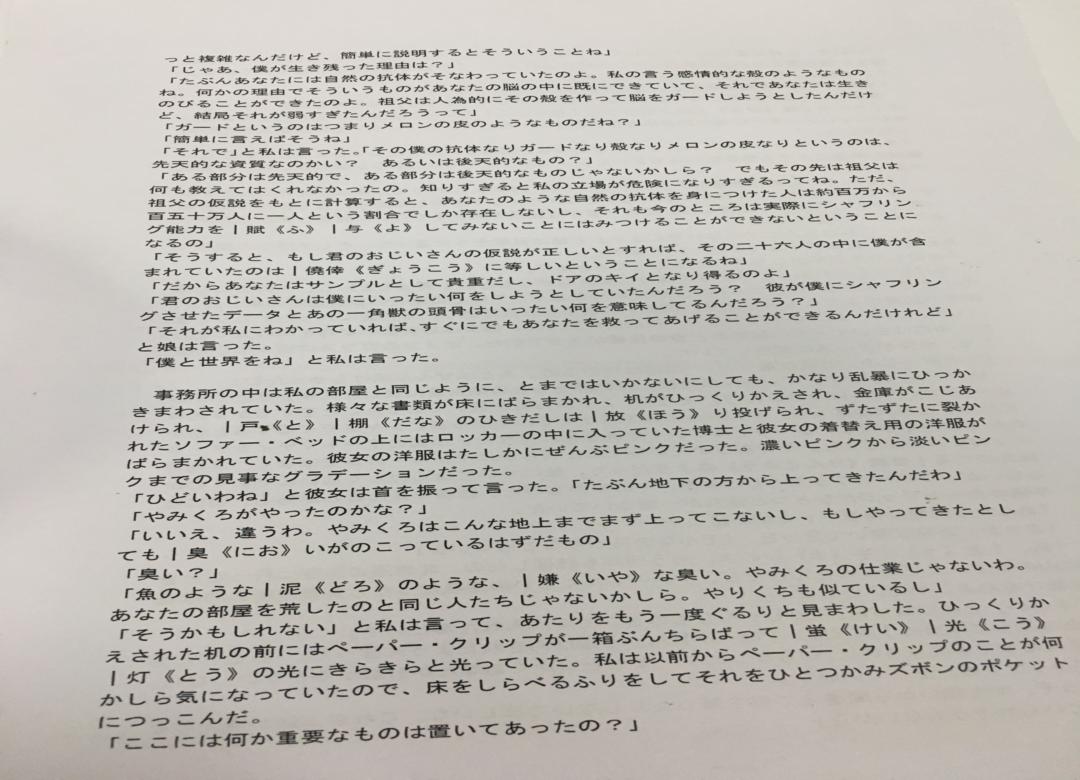 っと複雑なんだけど、簡単に説明するとそういうことね」
「じゃあ、僕が生き残った理由は？」
「たぶんあなたには自然の抗体がそなわっていたのよ。私の言う感情的な殻のようなもの
ね。何かの理由でそういうものがあなたの脳の中に既にできていて、それであなたは生き
のびることができたのよ。祖父は人為的にその殻を作って脳をガードしようとしたんだけ
ど、結局それが弱すぎたんだろうって」
「ガードというのはつまりメロンの皮のようなものだね？」
「簡単に言えばそうね」
「それで」と私は言った。「その僕の抗体なりガードなり殻なりメロンの皮なりというのは、
先天的な資質なのかい？　あるいは後天的なもの？」
「ある部分は先天的で、ある部分は後天的なものじゃないかしら？　でもその先は祖父は
何も教えてはくれなかったの。知りすぎると私の立場が危険になりすぎるってね。ただ、
祖父の仮説をもとに計算すると、あなたのような自然の抗体を身につけた人は約百万から
百五十万人に一人という割合でしか存在しないし、それも今のところは実際にシャフリン
グ能力を｜賦《ふ》｜与《よ》してみないことにはみつけることができないということに
なるの」
「そうすると、もし君のおじいさんの仮説が正しいとすれば、その二十六人の中に僕が含
まれていたのは｜僥倖《ぎょうこう》に等しいということになるね」
「だからあなたはサンプルとして貴重だし、ドアのキイとなり得るのよ」
「君のおじいさんは僕にいったい何をしようとしていたんだろう？　彼が僕にシャフリン
グさせたデータとあの一角獣の頭骨はいったい何を意味してるんだろう？」
「それが私にわかっていれば、すぐにでもあなたを救ってあげることができるんだけれど」
と娘は言った。
「僕と世界をね」と私は言った。
　事務所の中は私の部屋と同じように、とまではいかないにしても、かなり乱暴にひっか
きまわされていた。様々な書類が床にばらまかれ、机がひっくりかえされ、金庫がこじあ
けられ、｜戸《と》｜棚《だな》のひきだしは｜放《ほう》り投げられ、ずたずたに裂か
れたソファー・ベッドの上にはロッカーの中に入っていた博士と彼女の着替え用の洋服が
ばらまかれていた。彼女の洋服はたしかにぜんぶピンクだった。濃いピンクから淡いピン
クまでの見事なグラデーションだった。
「ひどいわね」と彼女は首を振って言った。「たぶん地下の方から上ってきたんだわ」
「やみくろがやったのかな？」
「いいえ、違うわ。やみくろはこんな地上までまず上ってこないし、もしやってきたとし
ても｜臭《にお》いがのこっているはずだもの」
「臭い？」
「魚のような｜泥《どろ》のような、｜嫌《いや》な臭い。やみくろの仕業じゃないわ。
あなたの部屋を荒したのと同じ人たちじゃないかしら。やりくちも似ているし」
「そうかもしれない」と私は言って、あたりをもう一度ぐるりと見まわした。ひっくりか
えされた机の前にはペーパー・クリップが一箱ぶんちらばって｜蛍《けい》｜光《こう》
｜灯《とう》の光にきらきらと光っていた。私は以前からペーパー・クリップのことが何
かしら気になっていたので、床をしらべるふりをしてそれをひとつかみズボンのポケット
につっこんだ。
「ここには何か重要なものは置いてあったの？」